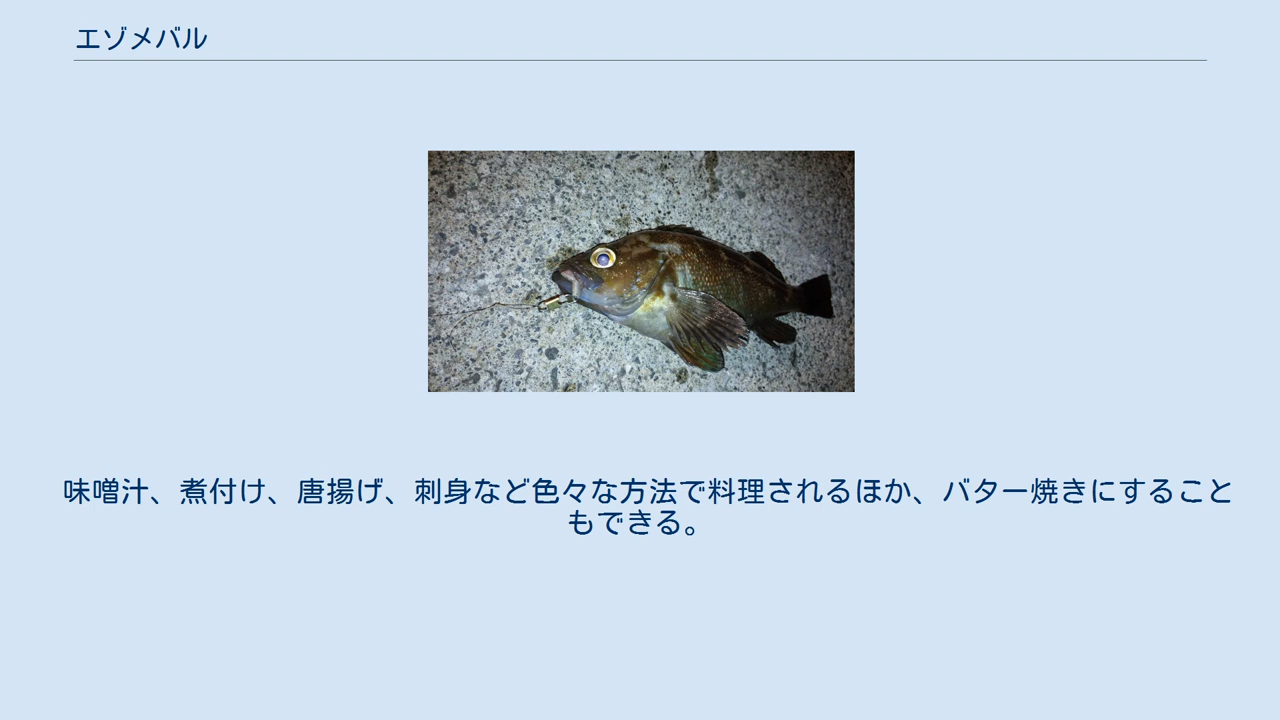 エゾメバル
味噌汁、煮付け、唐揚げ、刺身など色々な方法で料理されるほか、バター焼きにすること
もできる。